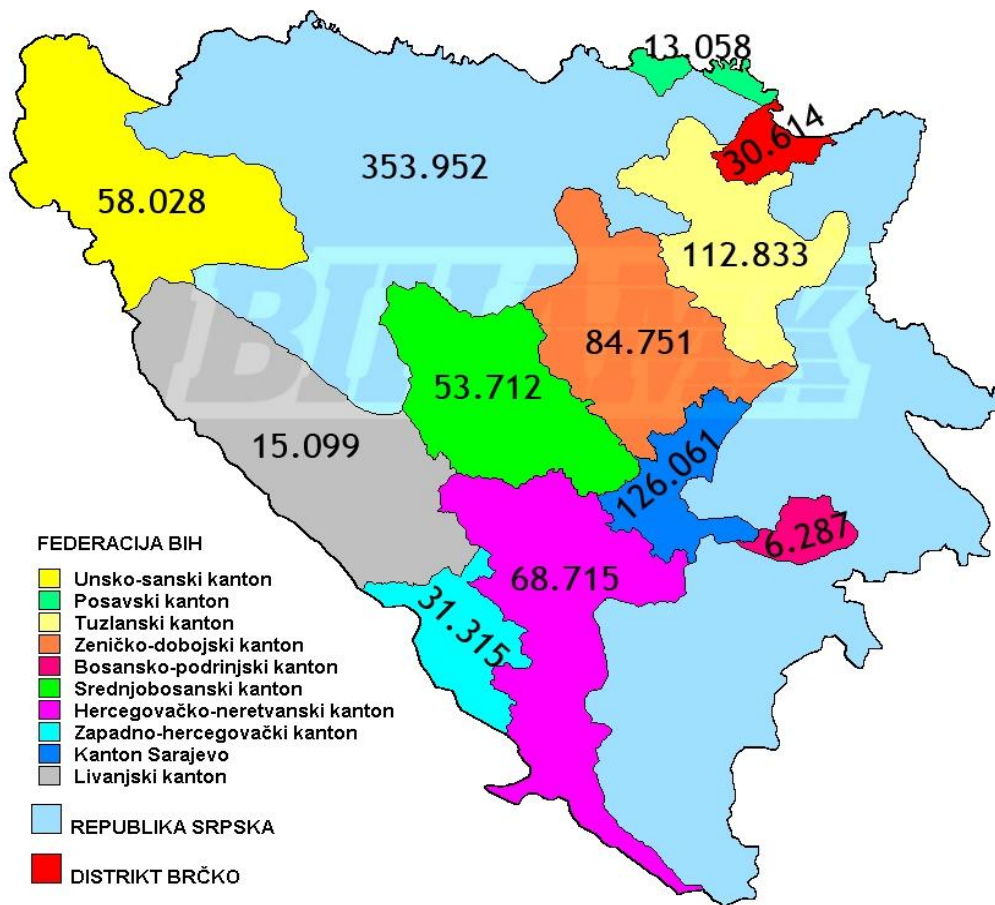 13.058
30.614
353.952
58.028
112.833
84.751
BIHAMK
53.712
126.061
15.099
6.287
68.715
31.315
FEDERACIJA BIH
Unsko-sanski kanton
Posavski kanton
Tuzlanski kanton
Zeničko-dobojski kanton
Bosansko-podrinjski kanton
Srednjobosanski kanton
Hercegovačko-neretvanski kanton
Zapadno-hercegovački kanton
Kanton Sarajevo
Livanjski kanton
REPUBLIKA SRPSKA
DISTRIKT BRČKO